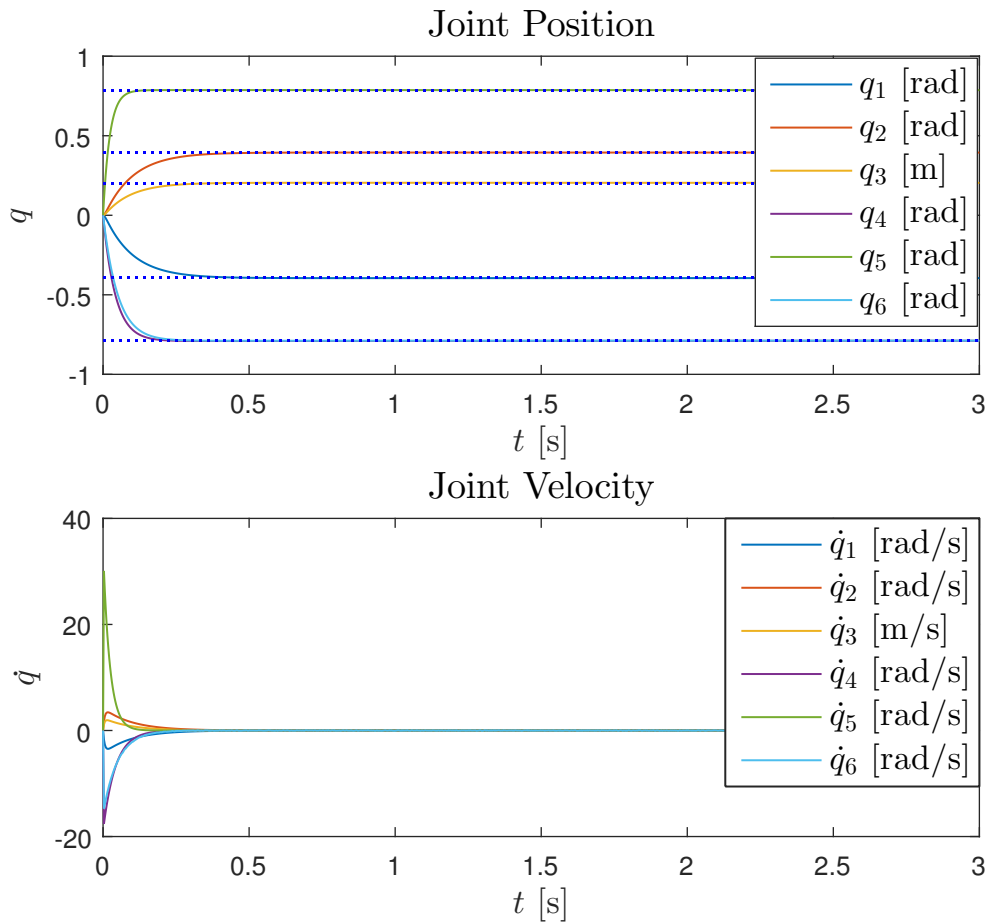 Joint Position
1
0.5
0
-0.5
-1
q
q1 [rad]
q2 [rad]
q3 [m]
q4 [rad]
q5 [rad]
q6 [rad]
0 0.5 1 1.5 2 2.5 3
t [s]
Joint Velocity
40
20
0
-20
q̇
q̇1 [rad/s]
q̇2 [rad/s]
q̇3 [m/s]
q̇4 [rad/s]
q̇5 [rad/s]
q̇6 [rad/s]
0 0.5 1 1.5 2 2.5 3
t [s]